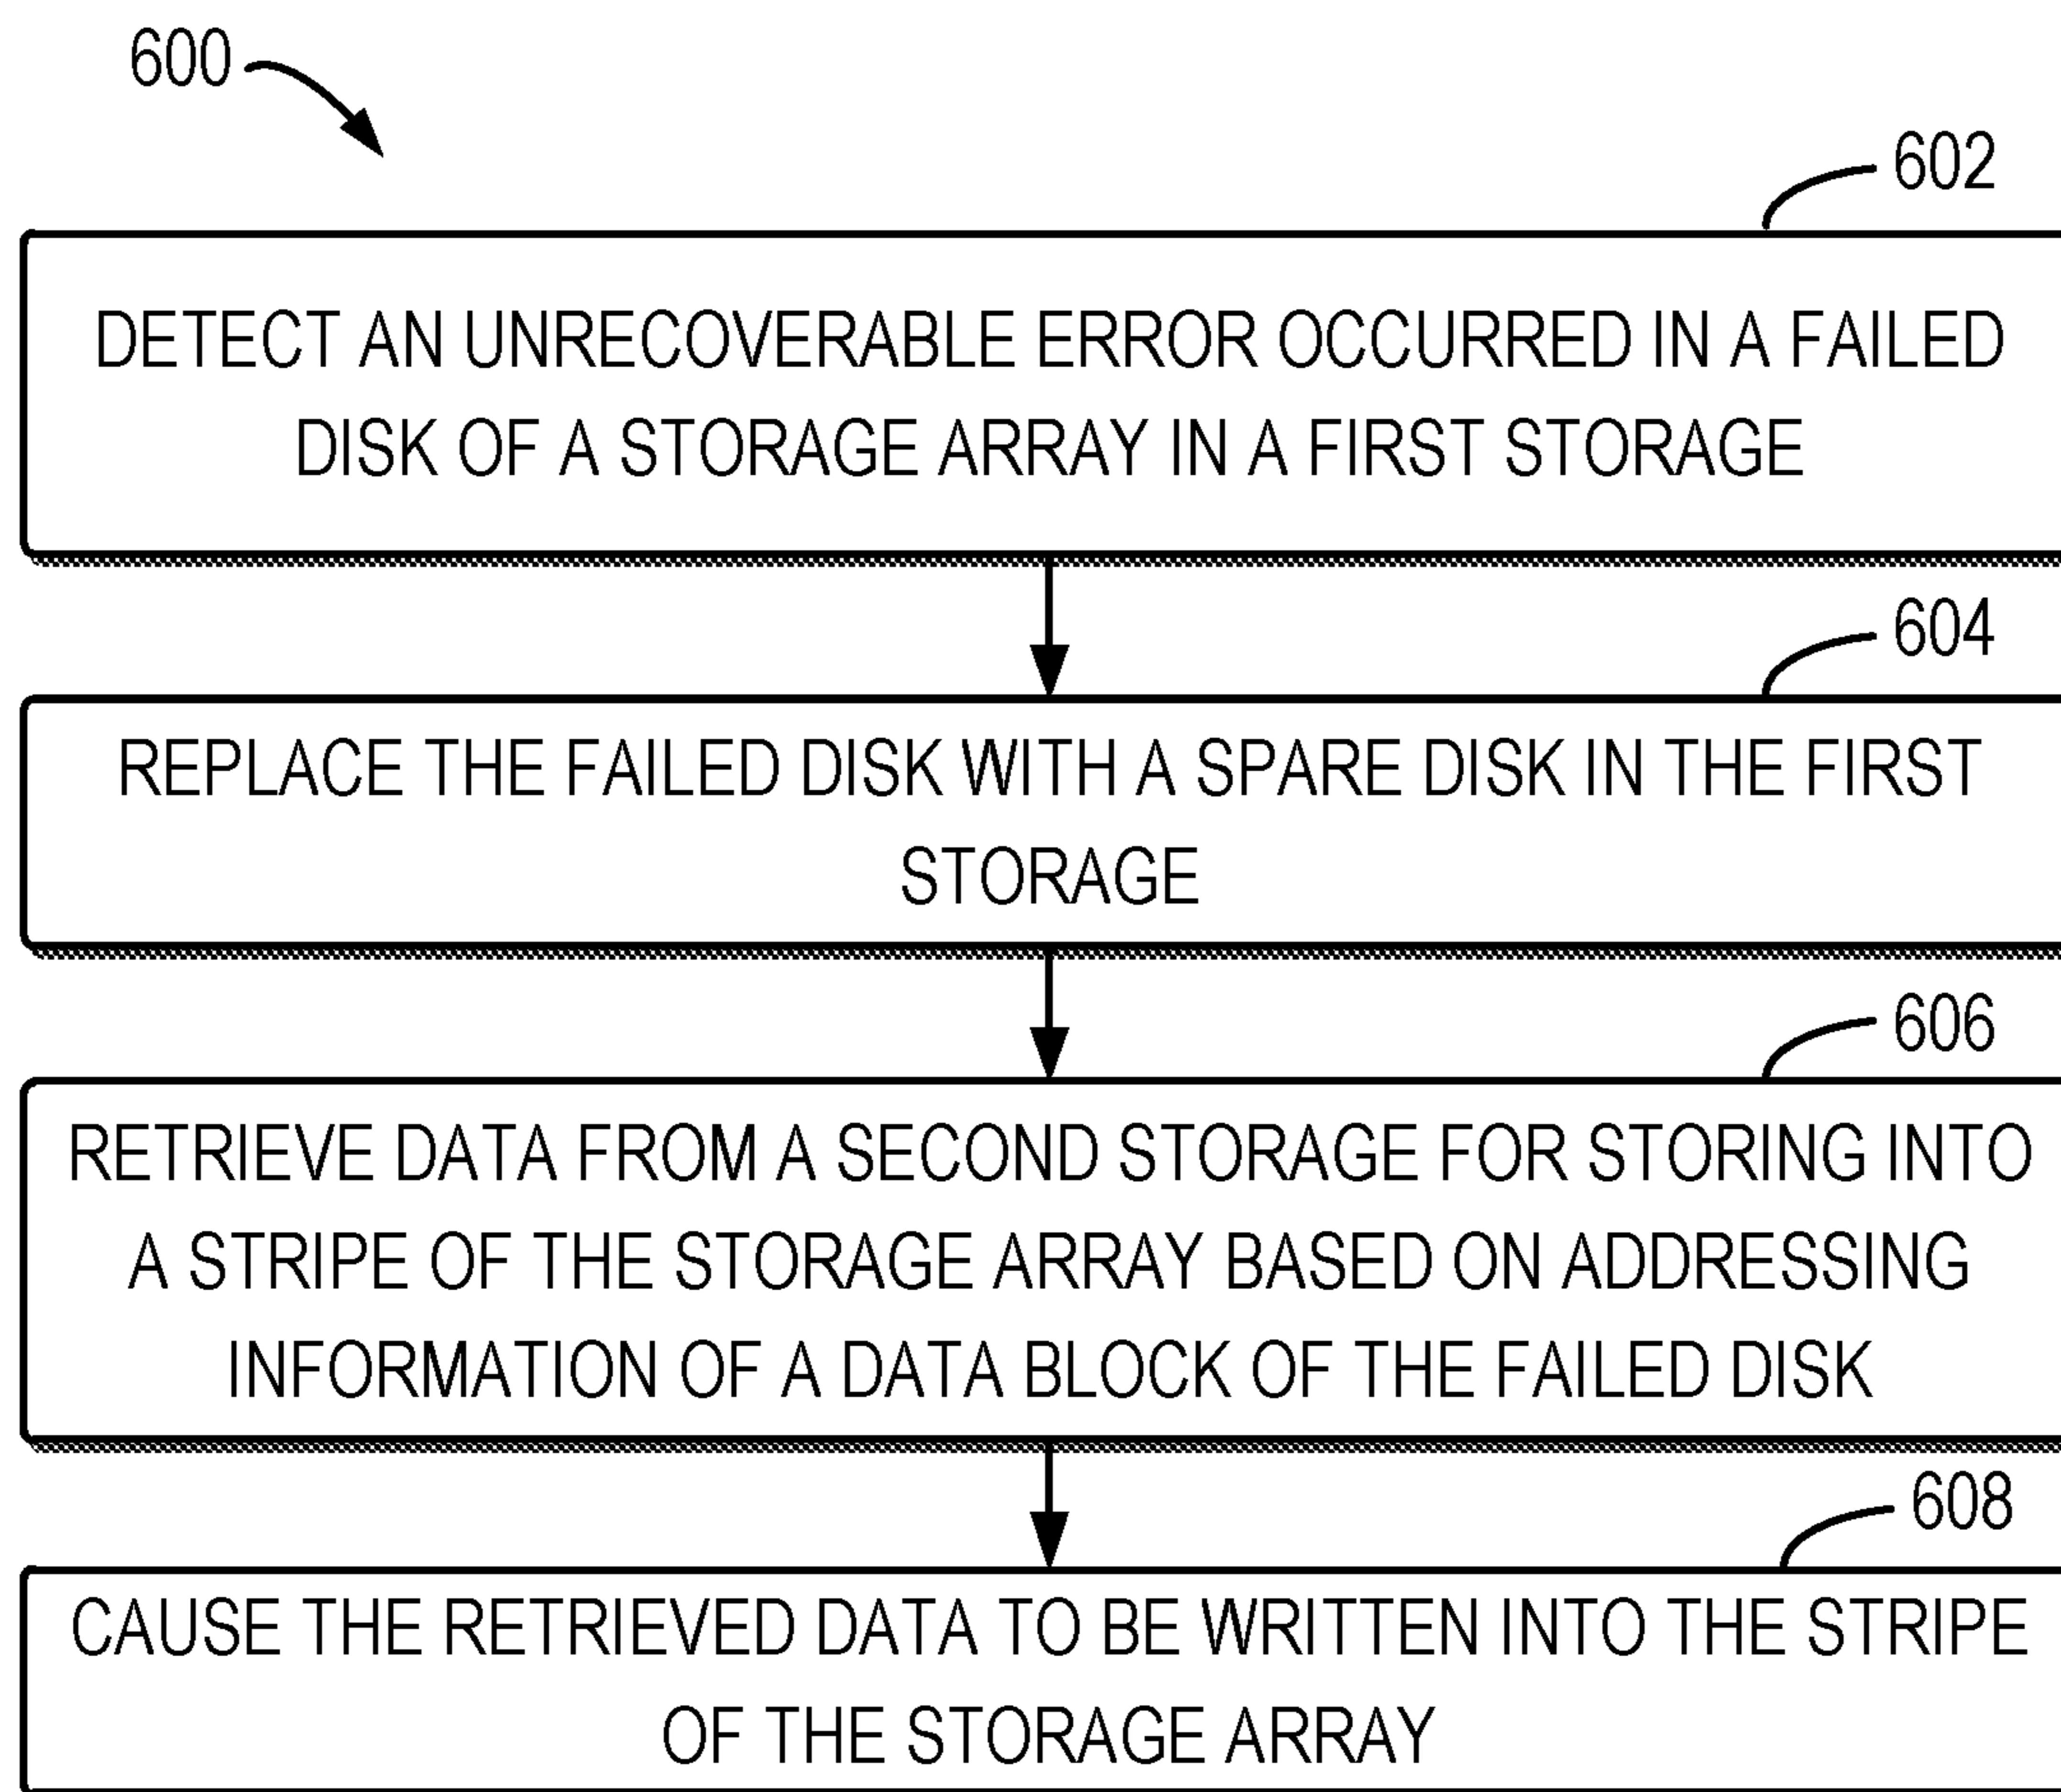 600
602
DETECT AN UNRECOVERABLE ERROR OCCURRED IN A FAILED
DISK OF A STORAGE ARRAY IN A FIRST STORAGE
604
REPLACE THE FAILED DISK WITH A SPARE DISK IN THE FIRST
STORAGE
606
RETRIEVE DATA FROM A SECOND STORAGE FOR STORING INTO
A STRIPE OF THE STORAGE ARRAY BASED ON ADDRESSING
INFORMATION OF A DATA BLOCK OF THE FAILED DISK
608
CAUSE THE RETRIEVED DATA TO BE WRITTEN INTO THE STRIPE
OF THE STORAGE ARRAY